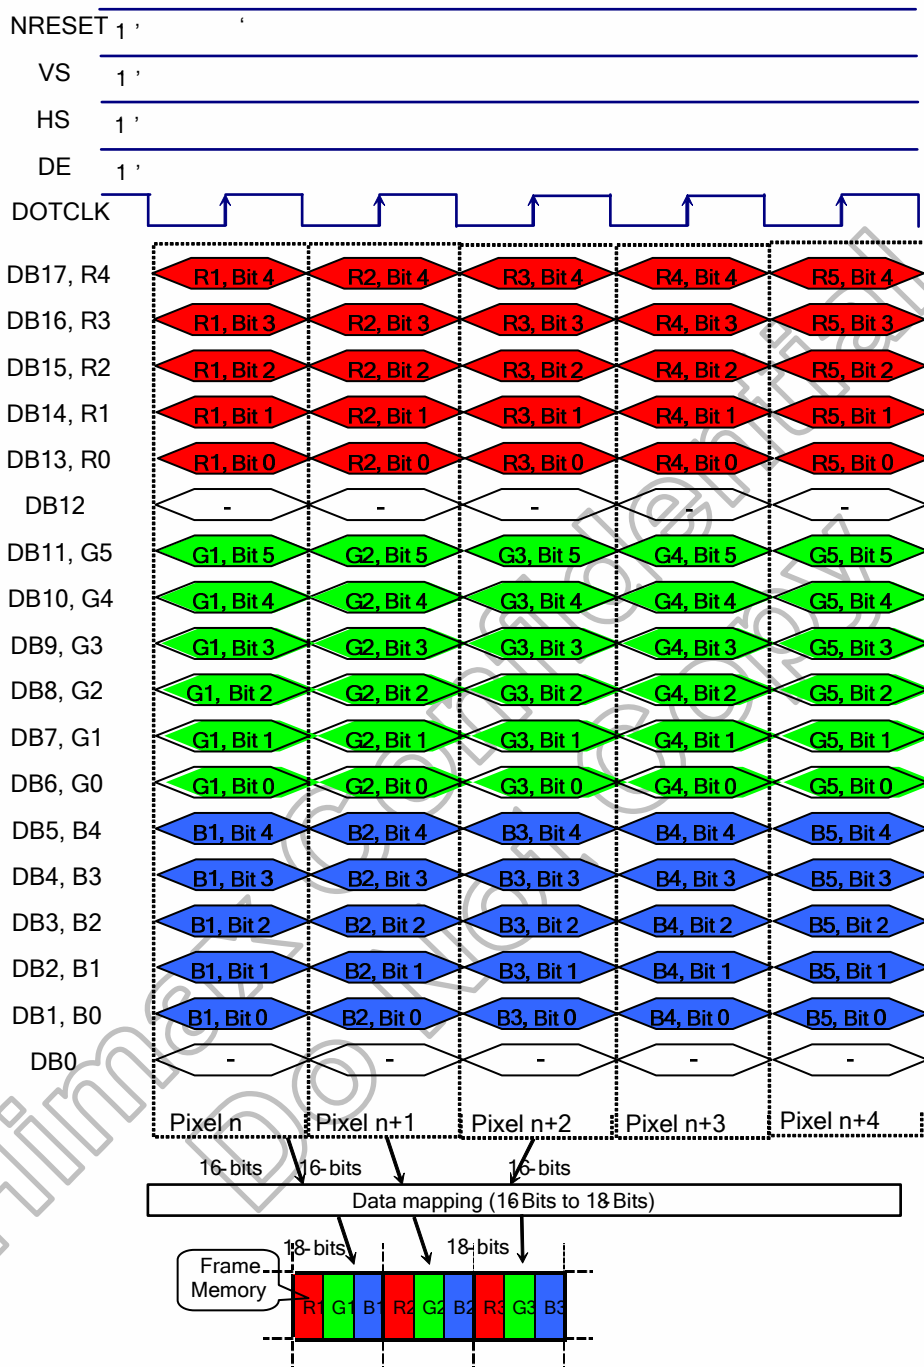 NRESET 1 ’ ‘
VS 1 ’
HS 1 ’
DE 1 ’
DOTCLK
DB17, R4 R1, Bit 4 R2, Bit 4 R3, Bit 4 R4, Bit 4 R5, Bit 4
DB16, R3 R1, Bit 3 R2, Bit 3 R3, Bit 3 R4, Bit 3 R5, Bit 3
DB15, R2 R1, Bit 2 R2, Bit 2 R3, Bit 2 R4, Bit 2 R5, Bit 2
DB14, R1 R1, Bit 1 R2, Bit 1 R3, Bit 1 R4, Bit 1 R5, Bit 1
DB13, R0 R1, Bit 0 R2, Bit 0 R3, Bit 0 R4, Bit 0 R5, Bit 0
DB12 - - - - -
DB11, G5 G1, Bit 5 G2, Bit 5 G3, Bit 5 G4, Bit 5 G5, Bit 5
DB10, G4 G1, Bit 4 G2, Bit 4 G3, Bit 4 G4, Bit 4 G5, Bit 4
DB9, G3 G1, Bit 3 G2, Bit 3 G3, Bit 3 G4, Bit 3 G5, Bit 3
DB8, G2 G1, Bit 2 G2, Bit 2 G3, Bit 2 G4, Bit 2 G5, Bit 2
DB7, G1 G1, Bit 1 G2, Bit 1 G3, Bit 1 G4, Bit 1 G5, Bit 1
DB6, G0 G1, Bit 0 G2, Bit 0 G3, Bit 0 G4, Bit 0 G5, Bit 0
DB5, B4 B1, Bit 4 B2, Bit 4 B3, Bit 4 B4, Bit 4 B5, Bit 4
DB4, B3 B1, Bit 3 B2, Bit 3 B3, Bit 3 B4, Bit 3 B5, Bit 3
DB3, B2 B1, Bit 2 B2, Bit 2 B3, Bit 2 B4, Bit 2 B5, Bit 2
DB2, B1 B1, Bit 1 B2, Bit 1 B3, Bit 1 B4, Bit 1 B5, Bit 1
DB1, B0 B1, Bit 0 B2, Bit 0 B3, Bit 0 B4, Bit 0 B5, Bit 0
DB0 - - - - -
Pixel n Pixel n+1 Pixel n+2 Pixel n+3 Pixel n+4
16-bits 16-bits 16-bits
Data mapping (16 Bits to 18-Bits)
18-bits 18-bits
Frame
Memory
R1 G1 B1 R2 G2 B2 R3 G3 B3
Himax Confidential
Do Not Copy